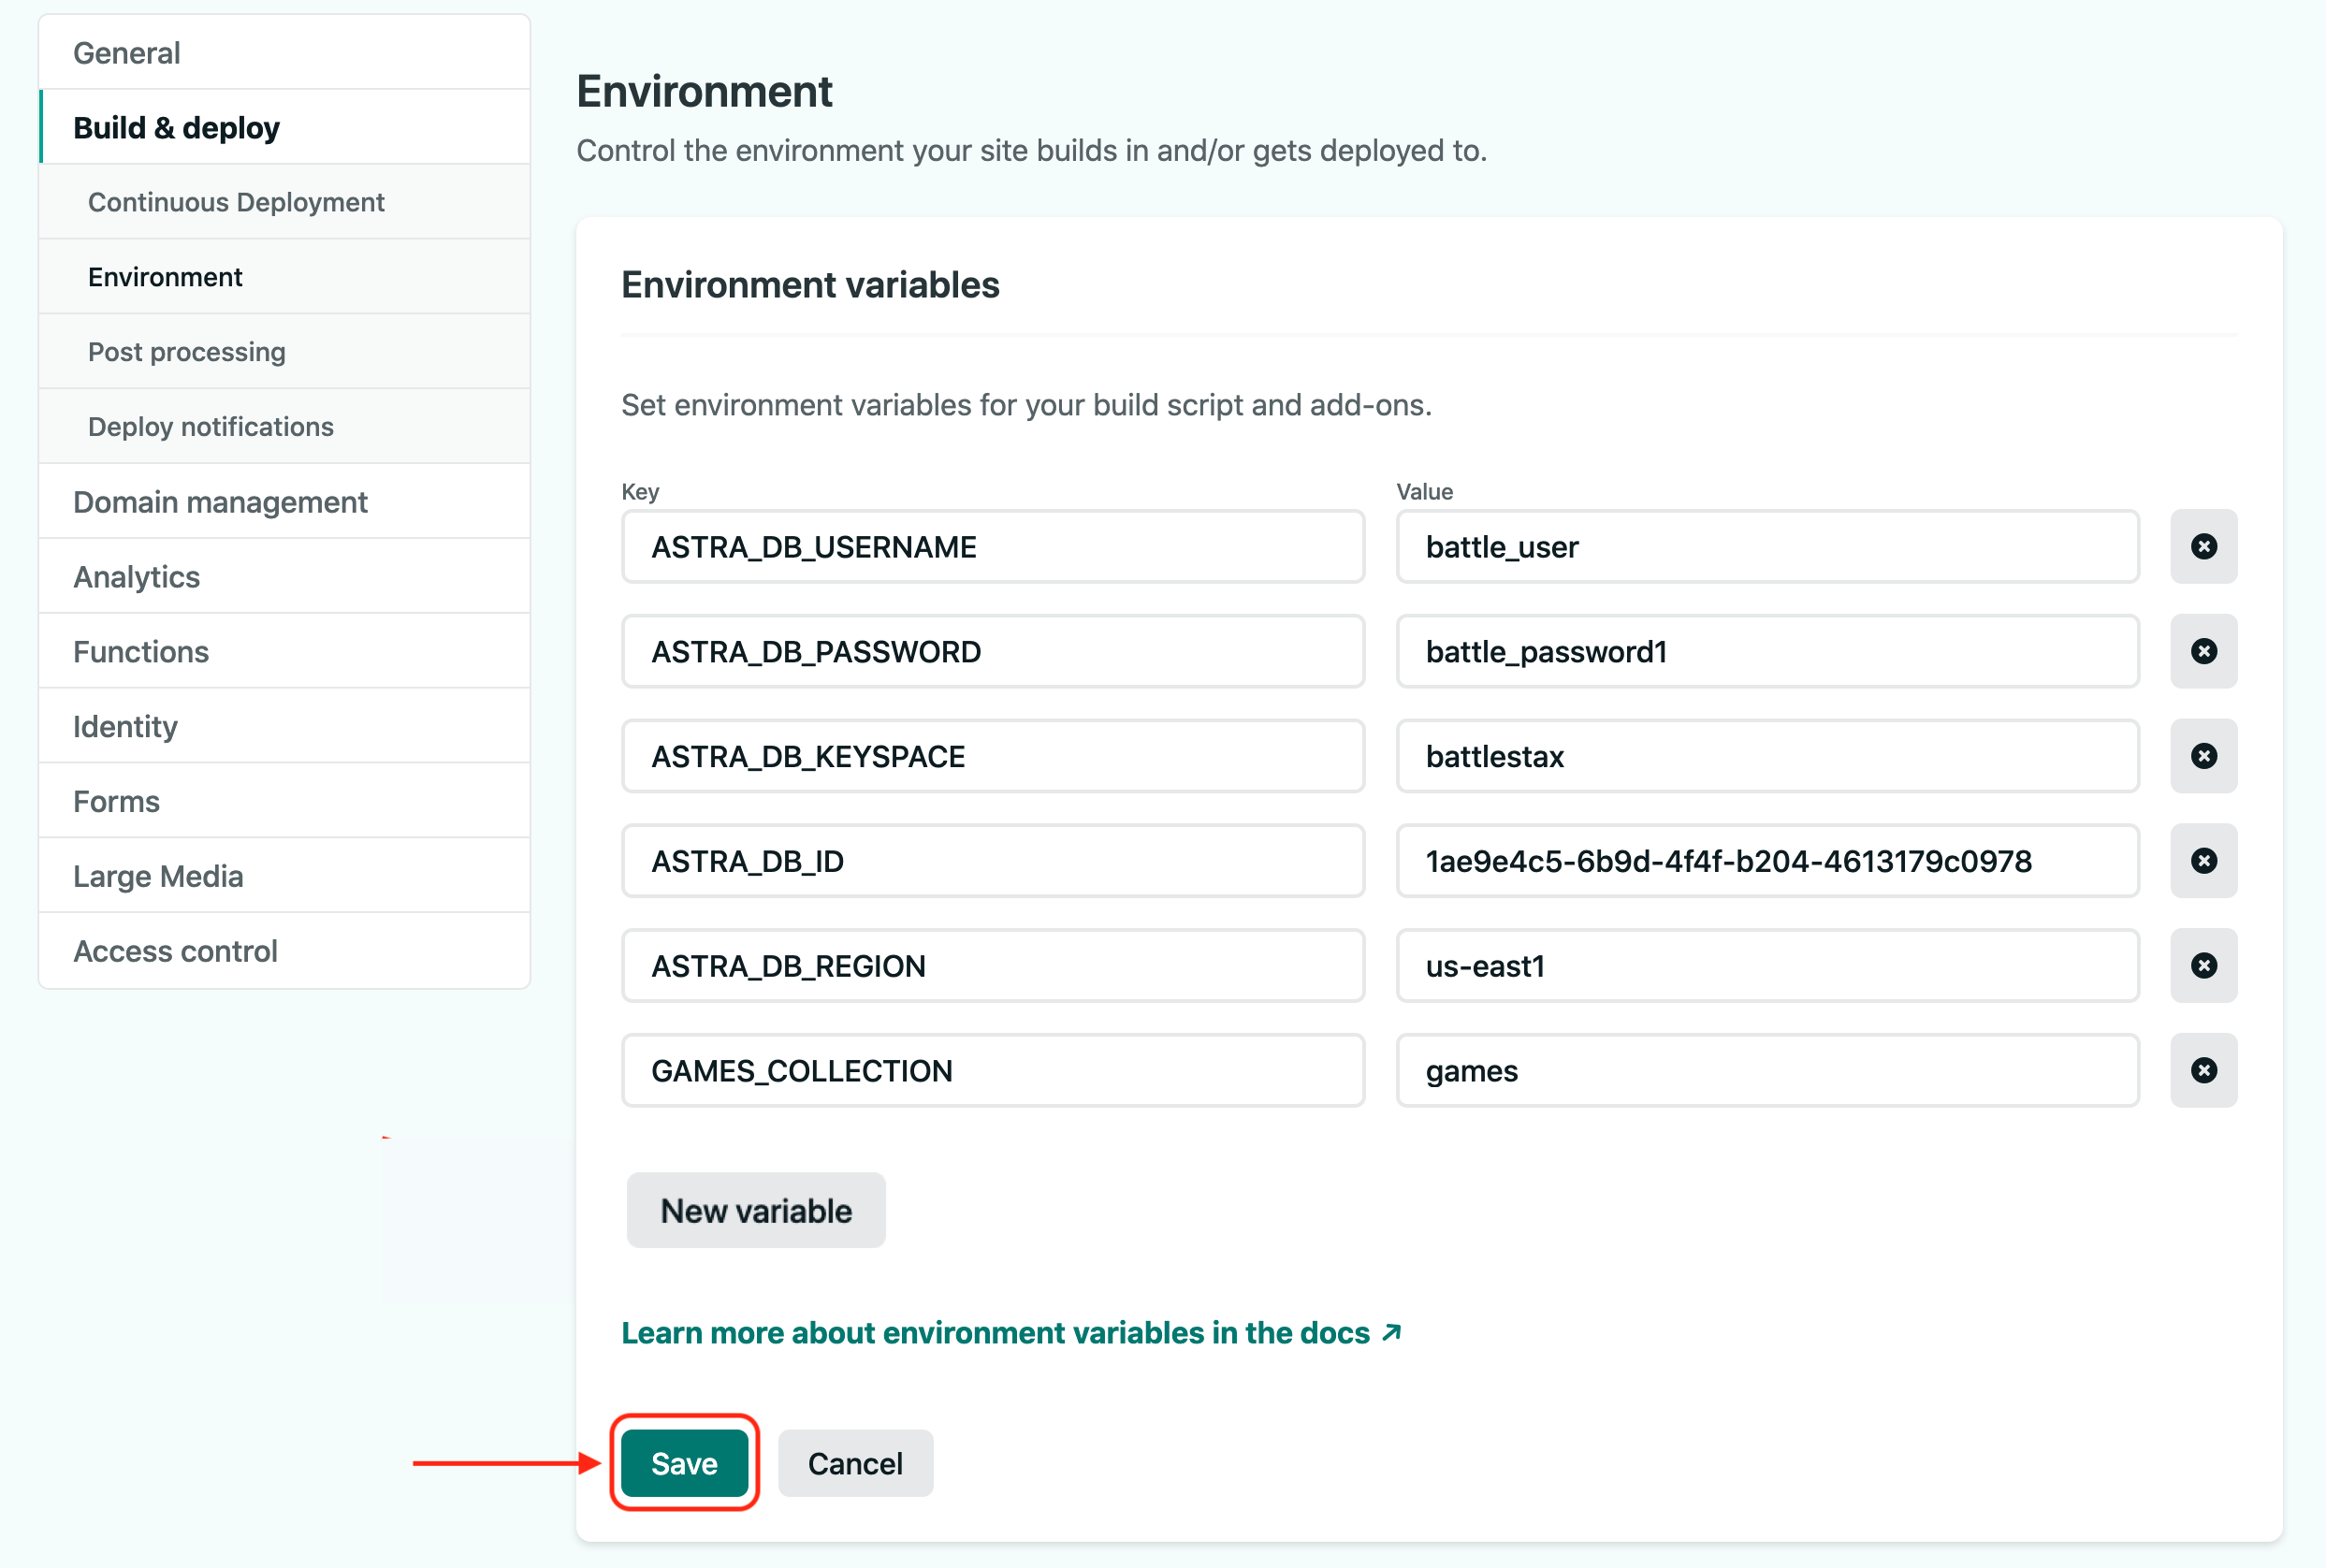 General
Build & deploy
Continuous Deployment
Environment
Post processing
Deploy notifications
Domain management
Analytics
Functions
Identity
Forms
Large Media
Access control
Environment
Control the environment your site builds in and/or gets deployed to.
Environment variables
Set environment variables for your build script and add-ons.
Key Value
ASTRA_DB_USERNAME battle_user
ASTRA_DB_PASSWORD battle_password1
ASTRA_DB_KEYSPACE battlestax
ASTRA_DB_ID 1ae9e4c5-6b9d-4f4f-b204-4613179c0978
ASTRA_DB_REGION us-east1
GAMES_COLLECTION games
New variable
Learn more about environment variables in the docs ↗
Save Cancel